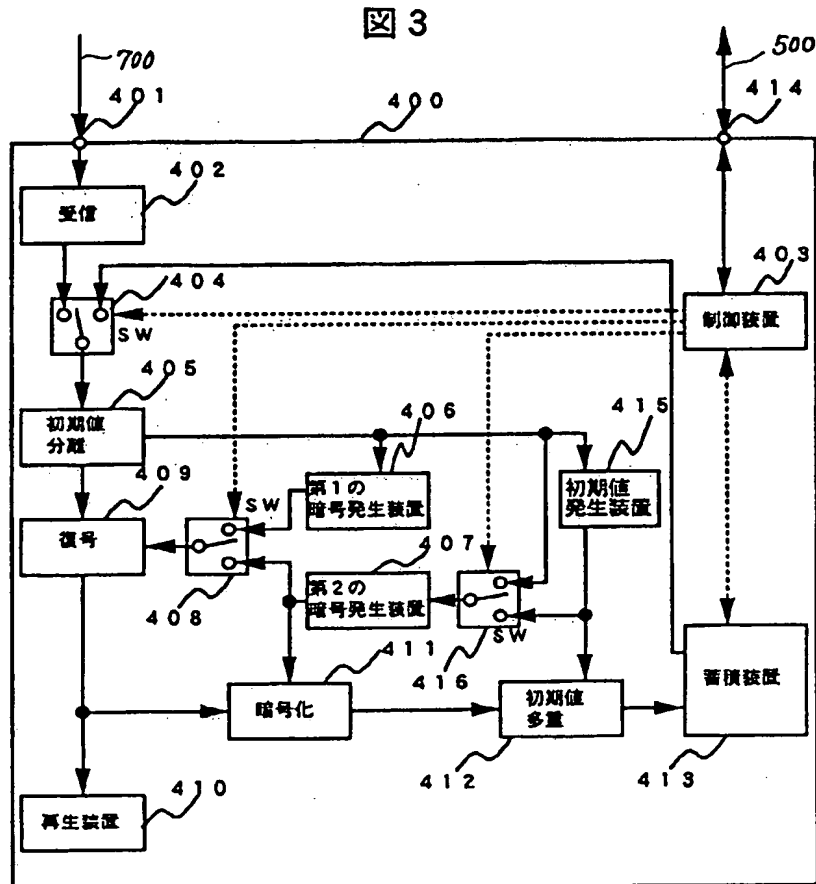 図3
700
500
401
400
414
402
受信
404
403
SW
制御装置
405
406
415
初期値
分離
409
第1の
暗号発生装置
初期値
発生装置
SW
407
復号
第2の
暗号発生装置
408
411
SW
416
暗号化
初期値
多重
蓄積装置
412
413
410
再生装置